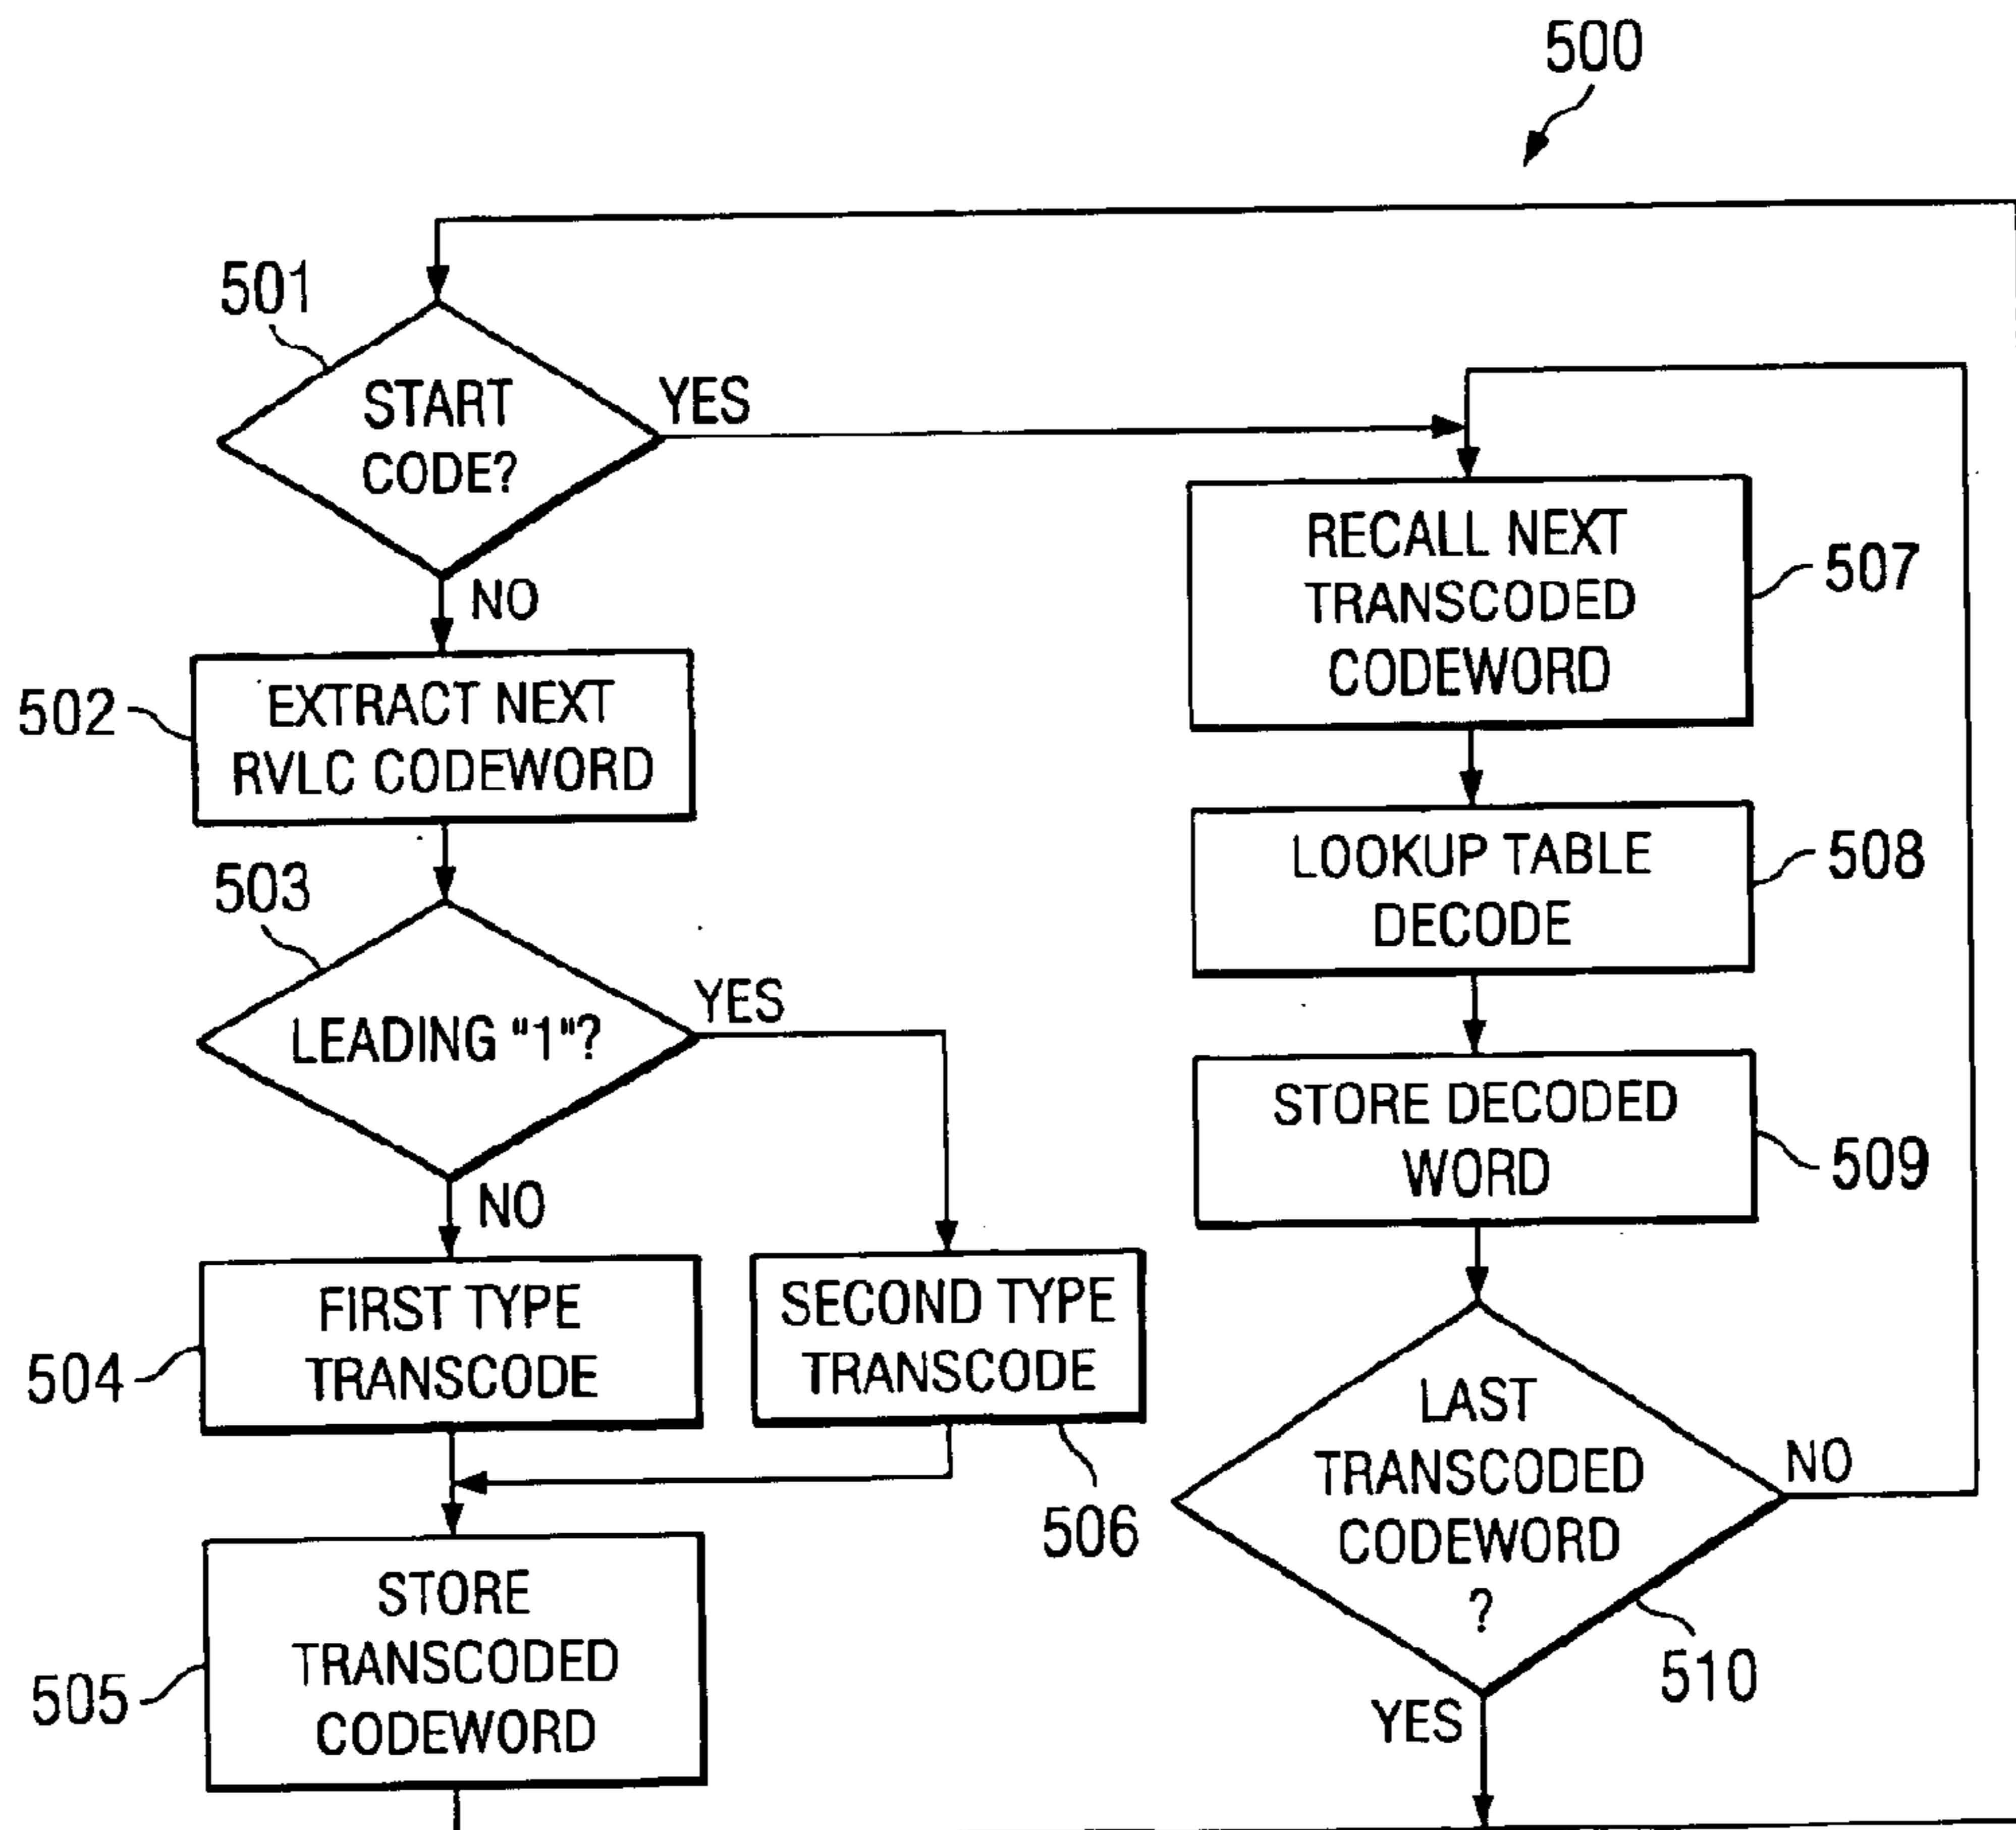 500
501
START
CODE?
YES
NO
502
EXTRACT NEXT
RVLC CODEWORD
503
LEADING "1"?
YES
NO
504
FIRST TYPE
TRANSCODE
SECOND TYPE
TRANSCODE
506
505
STORE
TRANSCODED
CODEWORD
RECALL NEXT
TRANSCODED
CODEWORD
507
LOOKUP TABLE
DECODE
508
STORE DECODED
WORD
509
LAST
TRANSCODED
CODEWORD
?
NO
510
YES